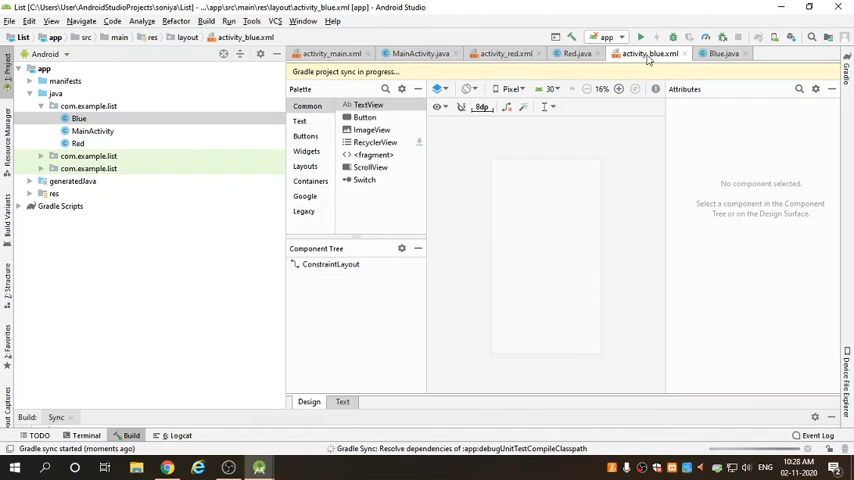 List [C:\Users\List\AndroidStudioProjects\soniya] - ...\app\src\main\res\layout\activity_blue.xml [app] - Android Studio
File Edit View Navigate Code Analyze Refactor Build Run Tools VCS Window Help
List app src main res layout activity_blue.xml
app
Android
activity_main.xml MainActivity.java activity_red.xml Red.java activity_blue.xml Blue.java
Gradle project sync in progress...
app
manifests
java
com.example.list
Blue
MainActivity
Red
com.example.list
com.example.list
generatedJava
res
Gradle Scripts
Palette
Common
Text
Buttons
Widgets
Layouts
Containers
Google
Legacy
Ab TextView
Button
ImageView
RecyclerView
<fragment>
ScrollView
Switch
Pixel 30 16%
8dp
Attributes
No component selected.
Select a component in the Component
Tree or on the Design Surface.
Component Tree
ConstraintLayout
Design Text
1: Project
Resource Manager
Build Variants
7: Structure
2: Favorites
Layout Captures
Gradle
Device File Explorer
Build: Sync
TODO Terminal Build 6: Logcat Event Log
Gradle sync started (moments ago)
Gradle Sync: Resolve dependencies of :app:debugUnitTestCompileClasspath
ENG
10:28 AM
02-11-2020
2